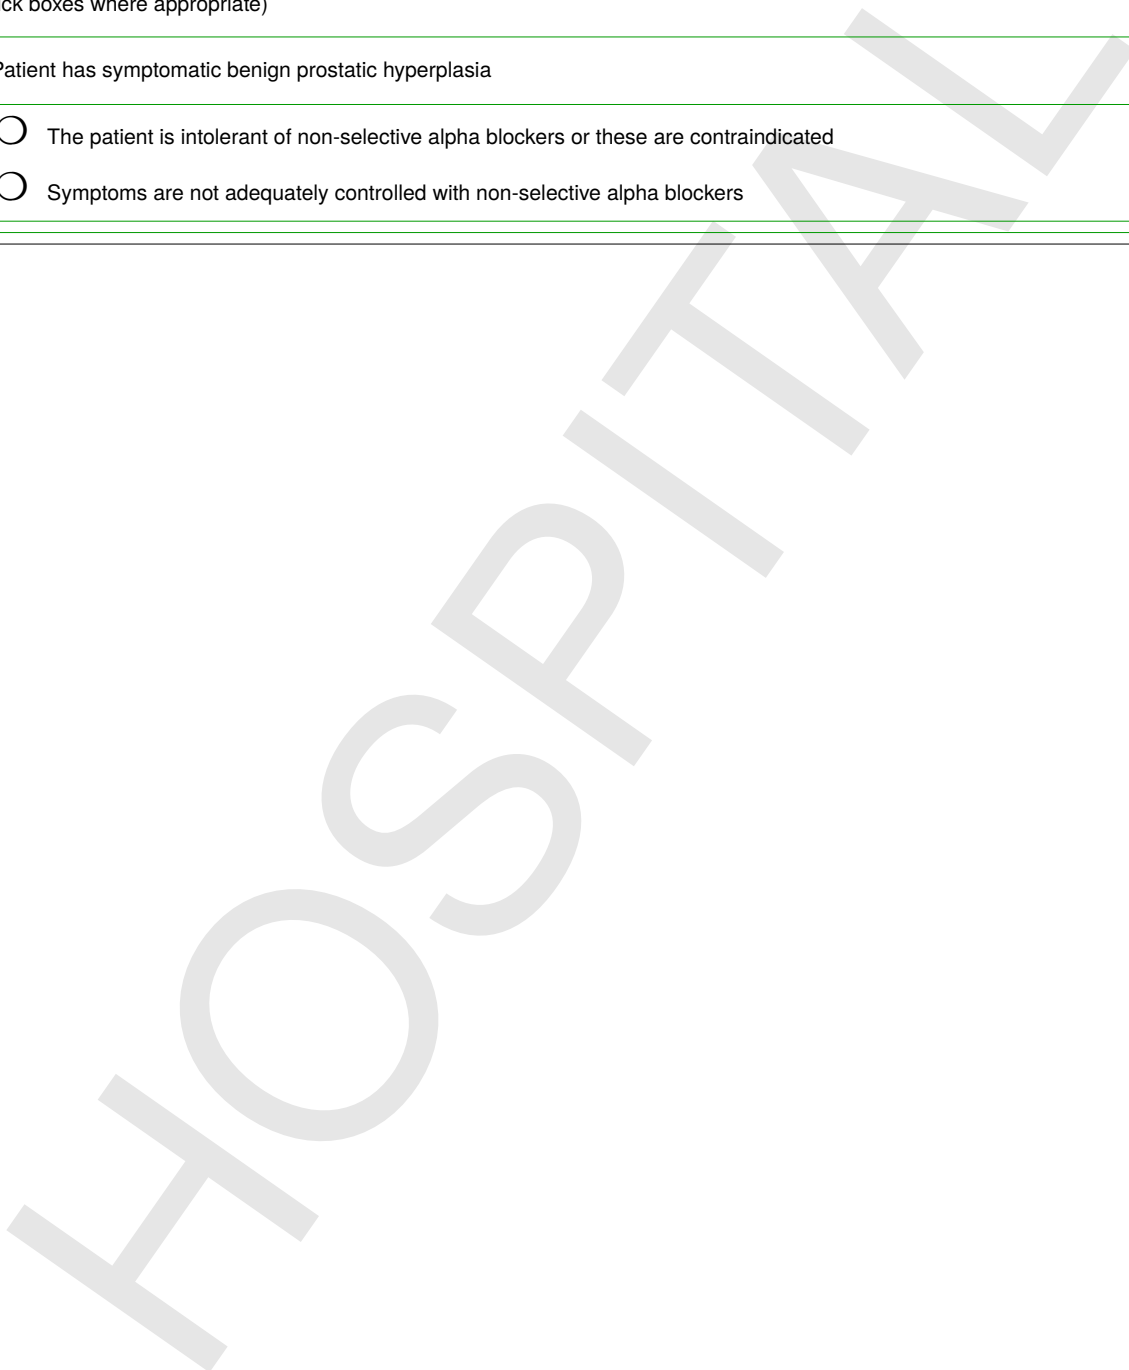 ck boxes where appropriate)
Patient has symptomatic benign prostatic hyperplasia
The patient is intolerant of non-selective alpha blockers or these are contraindicated
Symptoms are not adequately controlled with non-selective alpha blockers
HOSPITAL